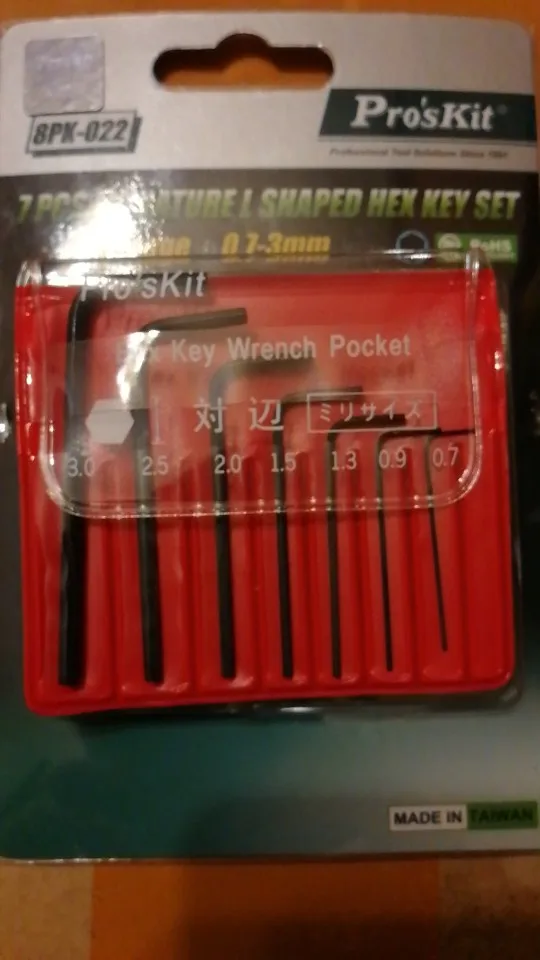 8PK-022
Pro'sKit®
Professional Tool Solutions Since 1991
7 PCS MINIATURE L SHAPED HEX KEY SET
0.7-3mm
RoHS
Pro'sKit
Hex Key Wrench Pocket
対辺 ミリサイズ
3.0 2.5 2.0 1.5 1.3 0.9 0.7
MADE IN TAIWAN